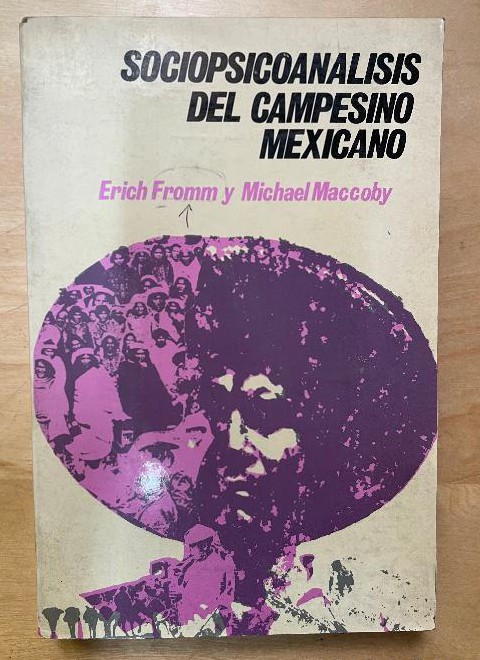 SOCIOPSICOANALISIS
DEL CAMPESINO
MEXICANO
Erich Fromm y Michael Maccoby